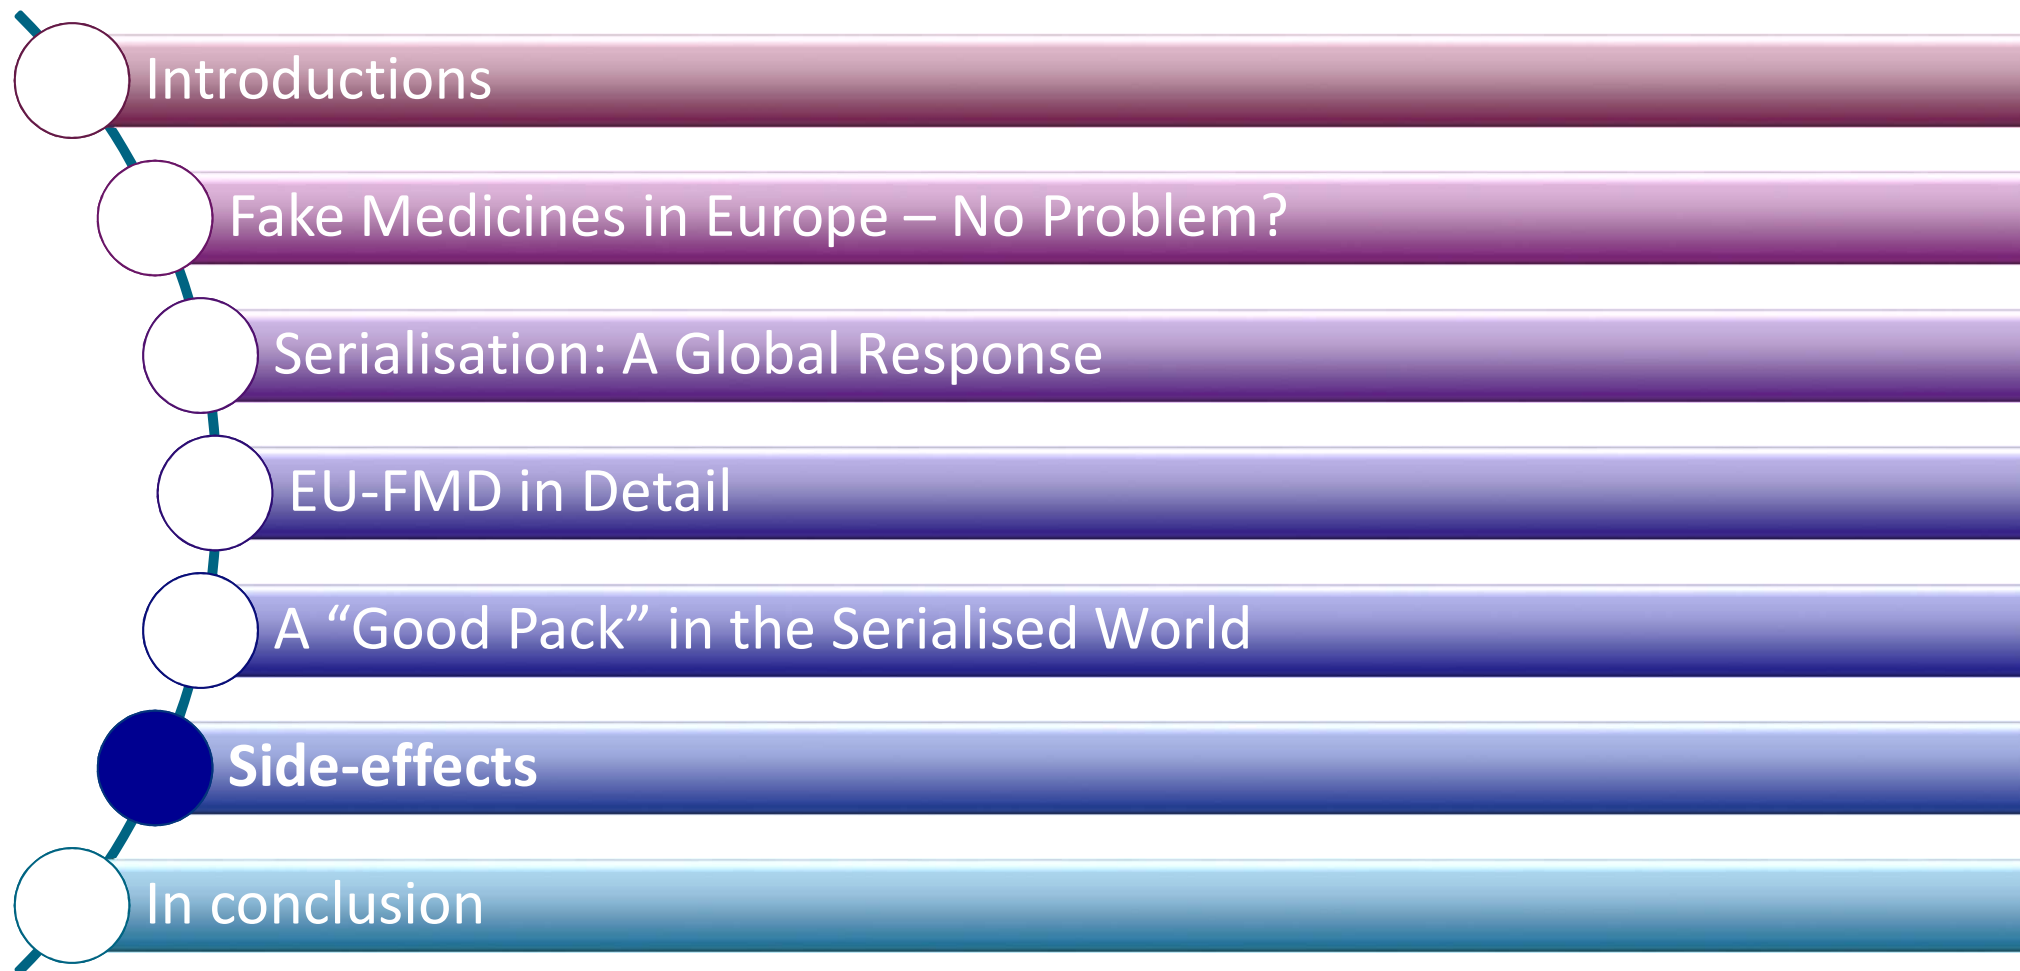 Introductions
Fake Medicines in Europe – No Problem?
Serialisation: A Global Response
EU-FMD in Detail
A “Good Pack” in the Serialised World
Side-effects
In conclusion